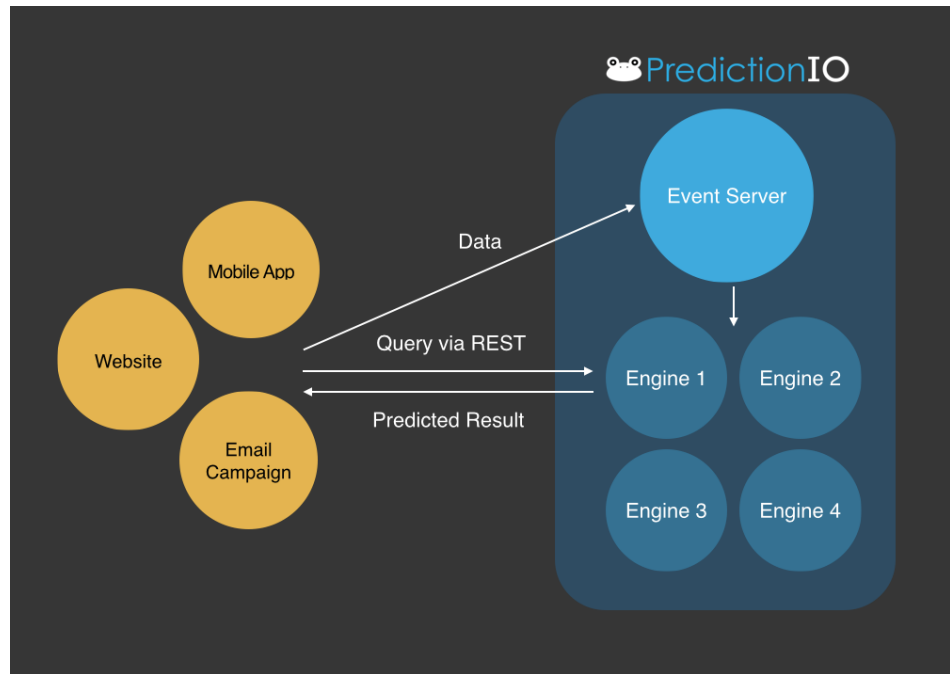 PredictionIO
Event Server
Data
Mobile App
Query via REST
Website
Engine 1
Engine 2
Predicted Result
Email
Campaign
Engine 3
Engine 4